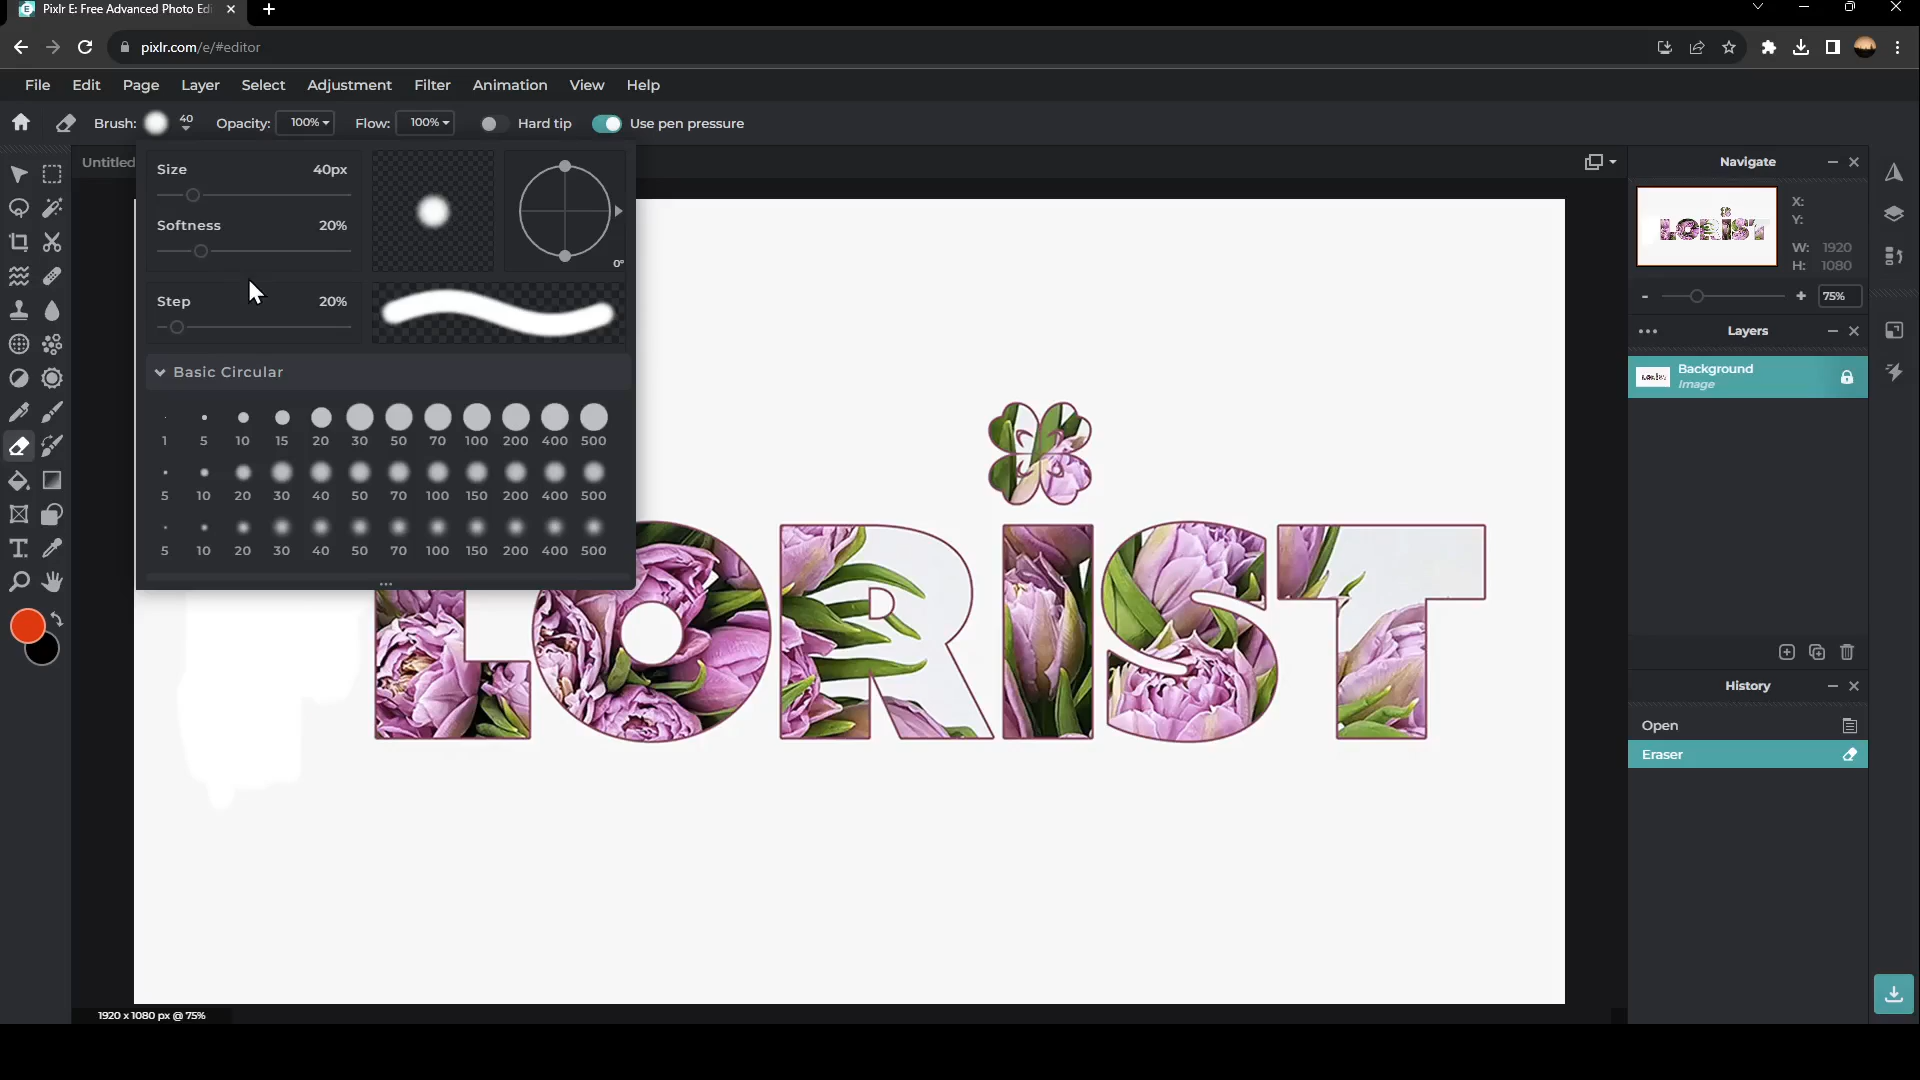 Pixlr E: Free Advanced Photo Edi
pixlr.com/e/#editor
File Edit Page Layer Select Adjustment Filter Animation View Help
Brush: 40 Opacity: 100% Flow: 100% Hard tip Use pen pressure
Untitled
Size 40px
Softness 20%
0°
Step 20%
Basic Circular
1 5 10 15 20 30 50 70 100 200 400 500
5 10 20 30 40 50 70 100 150 200 400 500
5 10 20 30 40 50 70 100 150 200 400 500
LORiST
1920 x 1080 px @ 75%
Navigate
X:
Y:
W: 1920
H: 1080
- + 75%
Layers
Background
Image
History
Open
Eraser